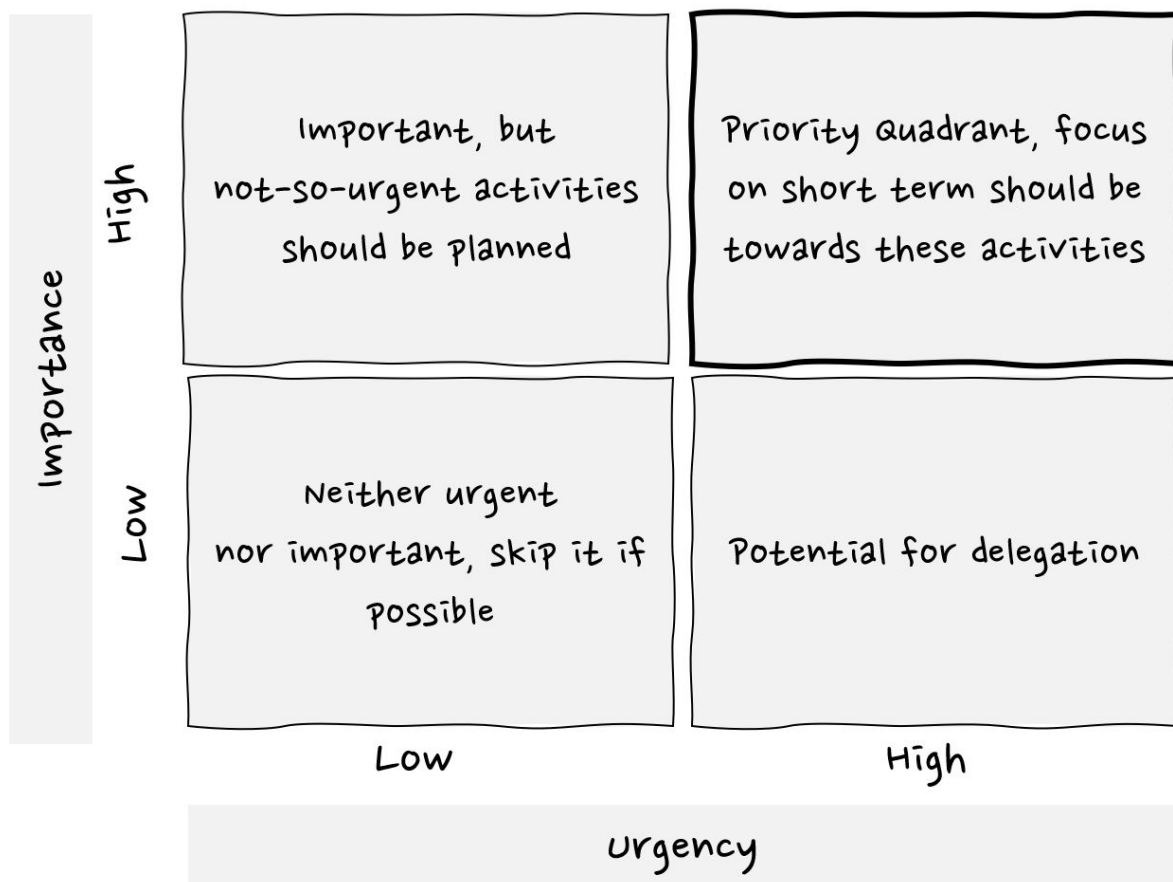 Important, but
not-so-urgent activities
should be planned
Priority Quadrant, focus
on short term should be
towards these activities
High
Importance
Neither urgent
nor important, skip it if
possible
Potential for delegation
Low
Low
High
Urgency